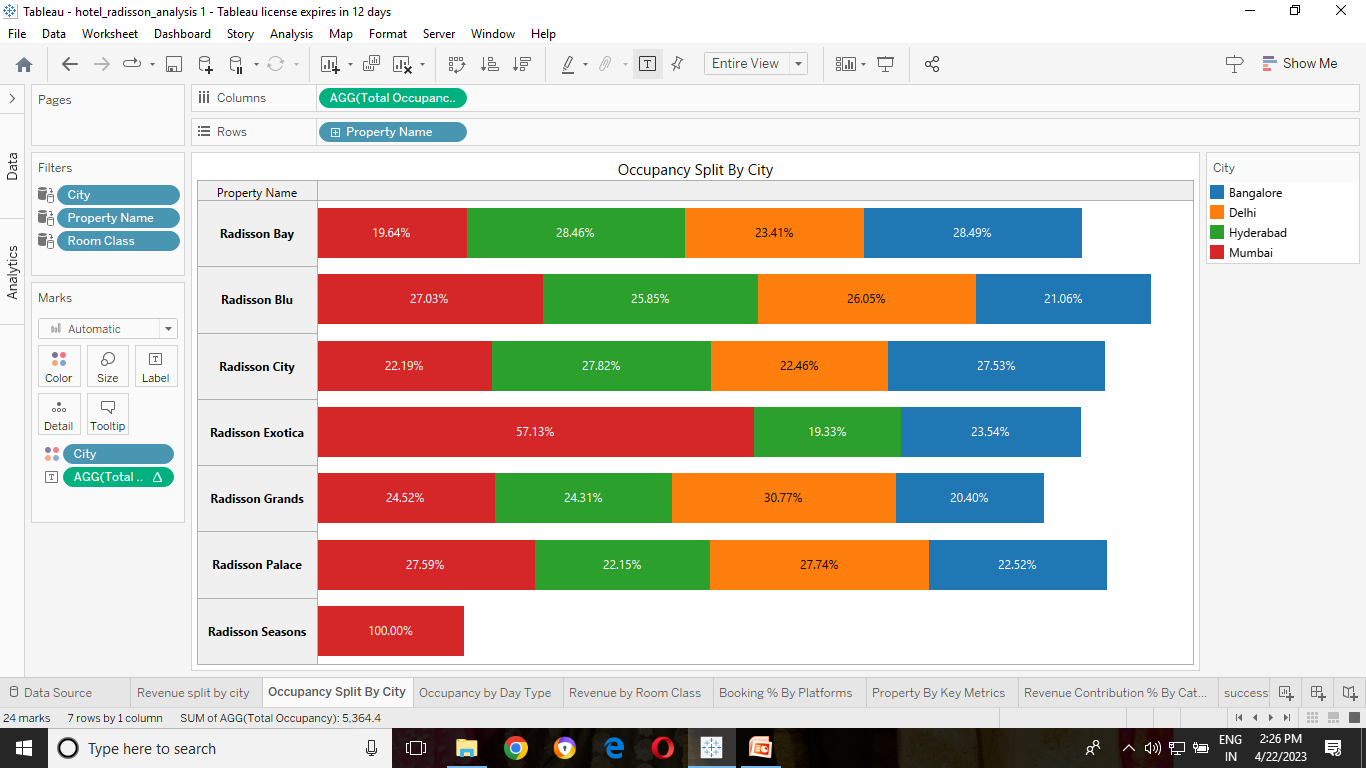 Tableau - hotel_radisson_analysis 1 - Tableau license expires in 12 days
File Data Worksheet Dashboard Story Analysis Map Format Server Window Help
Entire View
Show Me
Pages
Columns
AGG(Total Occupanc..
Rows
Property Name
Data
Analytics
Filters
City
Property Name
Room Class
Marks
Automatic
Color Size Label
Detail Tooltip
City
AGG(Total .. Δ
Occupancy Split By City
Property Name
Radisson Bay 19.64% 28.46% 23.41% 28.49%
Radisson Blu 27.03% 25.85% 26.05% 21.06%
Radisson City 22.19% 27.82% 22.46% 27.53%
Radisson Exotica 57.13% 19.33% 23.54%
Radisson Grands 24.52% 24.31% 30.77% 20.40%
Radisson Palace 27.59% 22.15% 27.74% 22.52%
Radisson Seasons 100.00%
City
Bangalore
Delhi
Hyderabad
Mumbai
Data Source Revenue split by city Occupancy Split By City Occupancy by Day Type Revenue by Room Class Booking % By Platforms Property By Key Metrics Revenue Contribution % By Cat... success
24 marks 7 rows by 1 column SUM of AGG(Total Occupancy): 5,364.4
Type here to search
ENG
IN
2:26 PM
4/22/2023